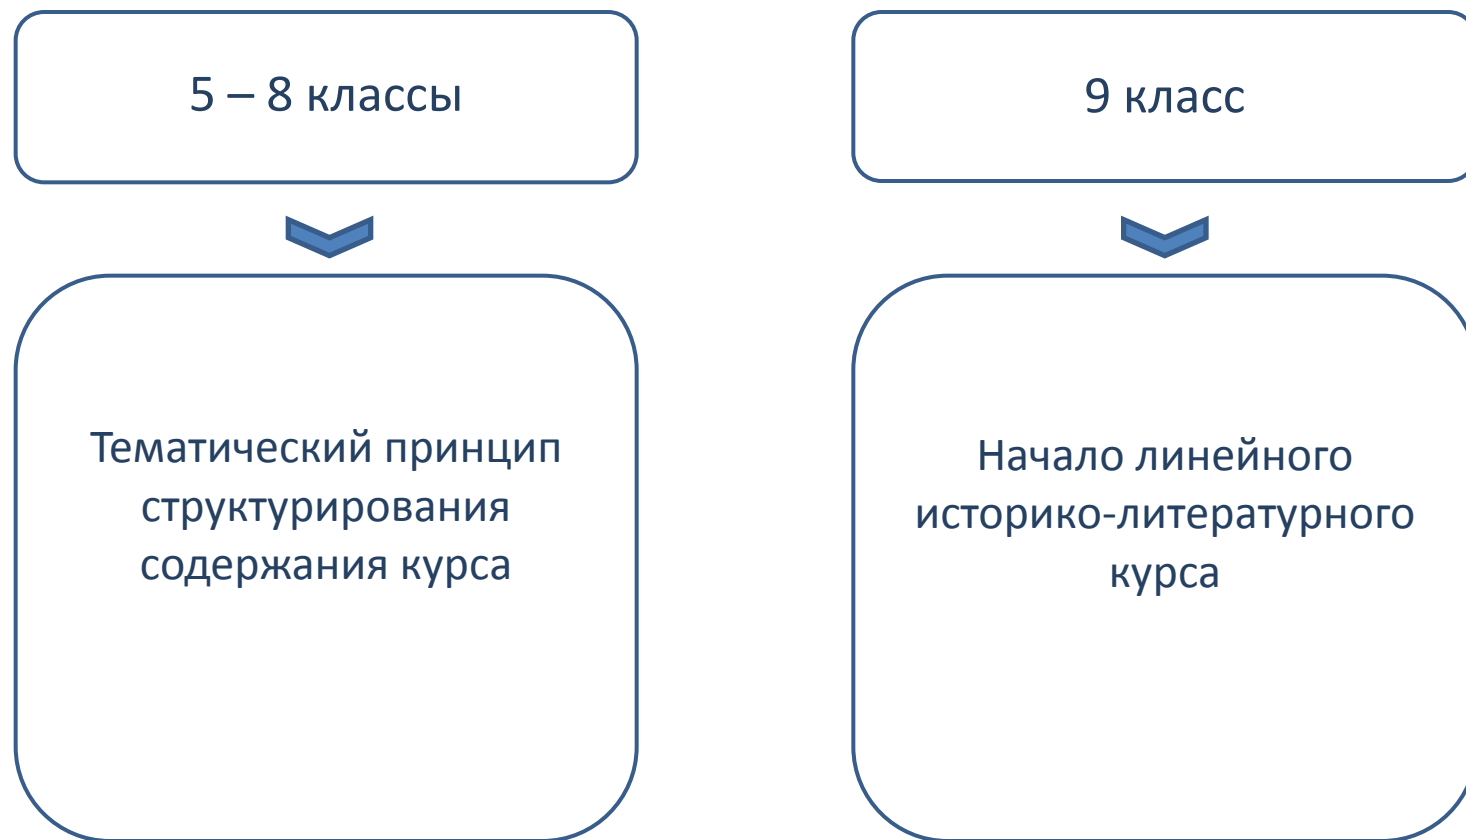 5 – 8 классы
Тематический принцип
структурирования
содержания курса
9 класс
Начало линейного
историко-литературного
курса